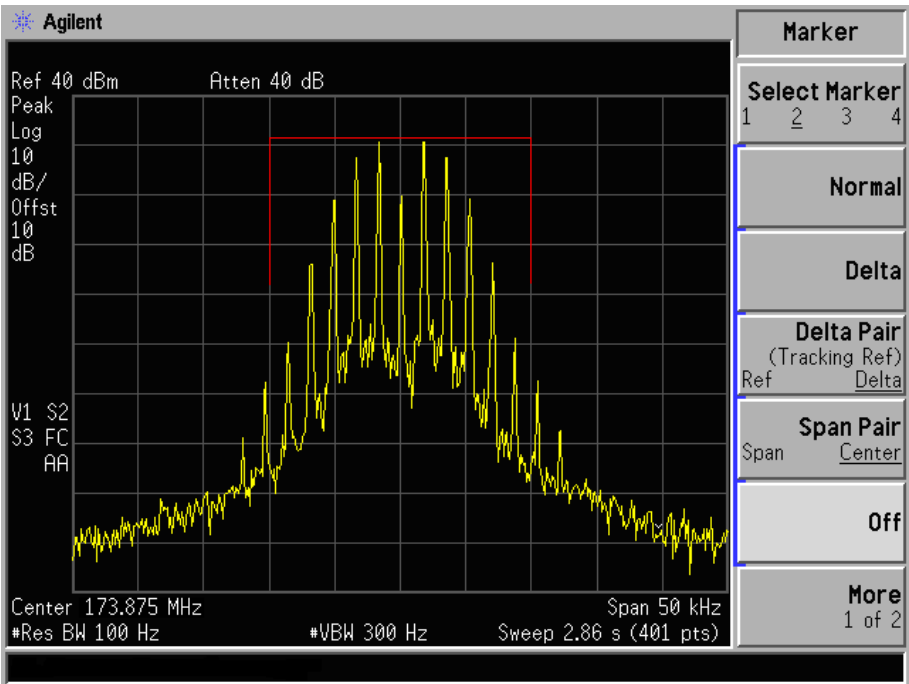 Agilent
Ref 40 dBm Atten 40 dB
Peak
Log
10
dB/
Offst
10
dB
V1 S2
S3 FC
AA
Center 173.875 MHz Span 50 kHz
#Res BW 100 Hz #VBW 300 Hz Sweep 2.86 s (401 pts)
Marker
Select Marker
1 2 3 4
Normal
Delta
Delta Pair
(Tracking Ref)
Ref Delta
Span Pair
Span Center
Off
More
1 of 2